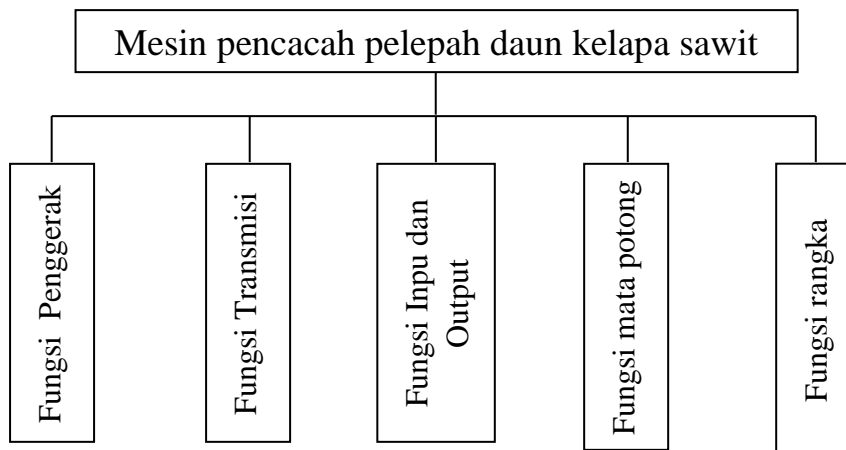 Mesin pencacah pelepah daun kelapa sawit
Fungsi Penggerak
Fungsi Transmisi
Fungsi Inpu dan
Output
Fungsi mata potong
Fungsi rangka